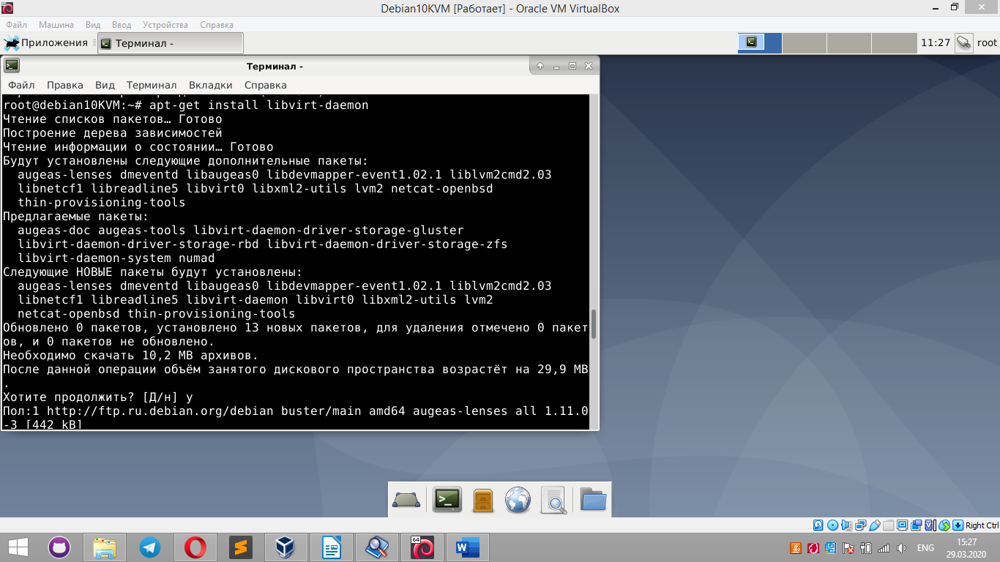 Debian10KVM [Работает] - Oracle VM VirtualBox
Файл Машина Вид Ввод Устройства Справка
Приложения Терминал - 11:27 root
Терминал -
Файл Правка Вид Терминал Вкладки Справка
root@debian10KVM:~# apt-get install libvirt-daemon
Чтение списков пакетов… Готово
Построение дерева зависимостей
Чтение информации о состоянии… Готово
Будут установлены следующие дополнительные пакеты:
augeas-lenses dmeventd libaugeas0 libdevmapper-event1.02.1 liblvm2cmd2.03
libnetcf1 libreadline5 libvirt0 libxml2-utils lvm2 netcat-openbsd
thin-provisioning-tools
Предлагаемые пакеты:
augeas-doc augeas-tools libvirt-daemon-driver-storage-gluster
libvirt-daemon-driver-storage-rbd libvirt-daemon-driver-storage-zfs
libvirt-daemon-system numad
Следующие НОВЫЕ пакеты будут установлены:
augeas-lenses dmeventd libaugeas0 libdevmapper-event1.02.1 liblvm2cmd2.03
libnetcf1 libreadline5 libvirt-daemon libvirt0 libxml2-utils lvm2
netcat-openbsd thin-provisioning-tools
Обновлено 0 пакетов, установлено 13 новых пакетов, для удаления отмечено 0 пакет
ов, и 0 пакетов не обновлено.
Необходимо скачать 10,2 MB архивов.
После данной операции объём занятого дискового пространства возрастёт на 29,9 MB
.
Хотите продолжить? [Д/н] y
Пол:1 http://ftp.ru.debian.org/debian buster/main amd64 augeas-lenses all 1.11.0
-3 [442 kB]
Right Ctrl
64
ENG
15:27
29.03.2020